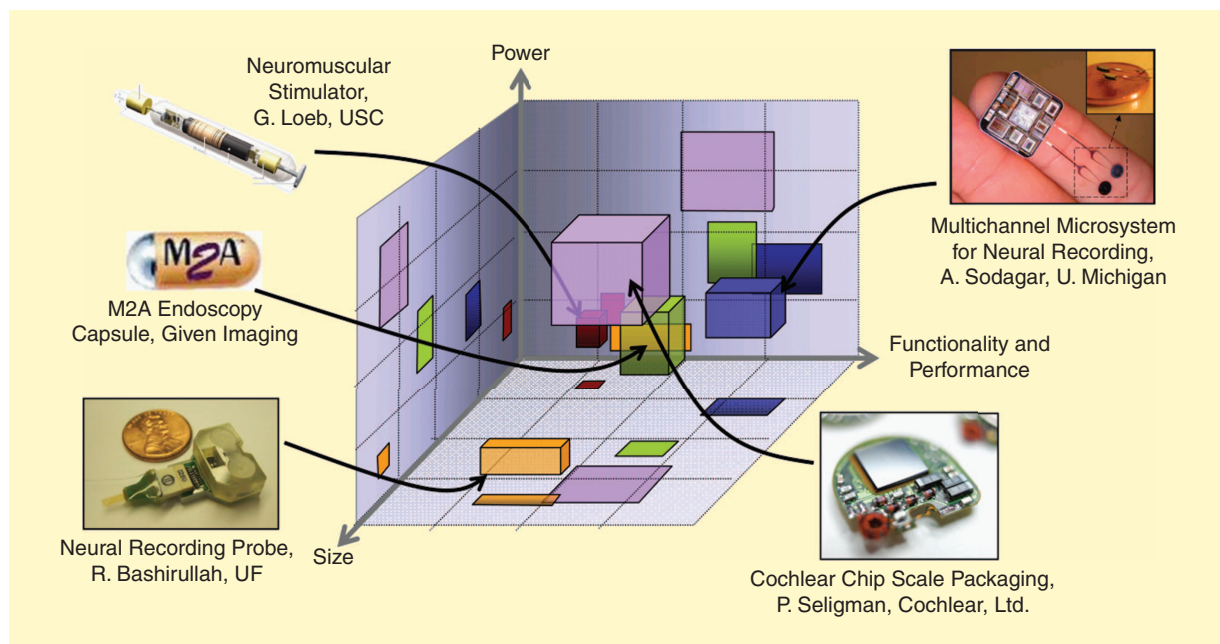 Power
Neuromuscular
Stimulator,
G. Loeb, USC
M2A
M2A Endoscopy
Capsule, Given Imaging
Neural Recording Probe,
R. Bashirullah, UF
Size
Multichannel Microsystem
for Neural Recording,
A. Sodagar, U. Michigan
Functionality and
Performance
Cochlear Chip Scale Packaging,
P. Seligman, Cochlear, Ltd.